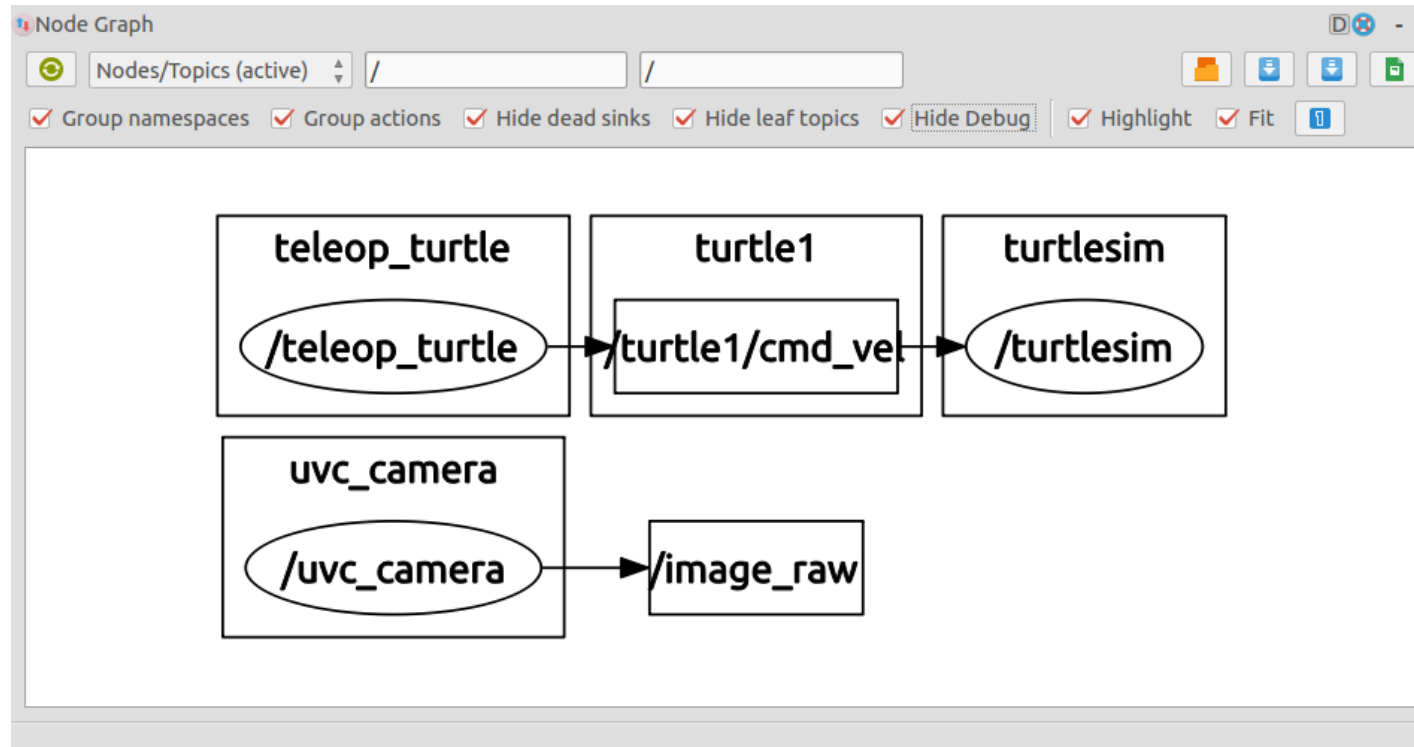 Node Graph
D
-
Nodes/Topics (active)
/
/
Group namespaces
Group actions
Hide dead sinks
Hide leaf topics
Hide Debug
Highlight
Fit
1
teleop_turtle
turtle1
turtlesim
/teleop_turtle
/turtle1/cmd_vel
/turtlesim
uvc_camera
/uvc_camera
/image_raw